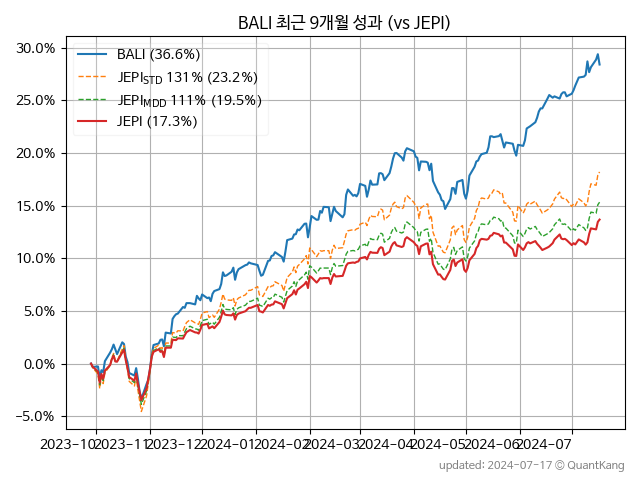 BALI 최근 9개월 성과 (vs JEPI)
30.0%
25.0%
20.0%
15.0%
10.0%
5.0%
0.0%
−5.0%
BALI (36.6%)
JEPI_STD 131% (23.2%)
JEPI_MDD 111% (19.5%)
JEPI (17.3%)
2023-10 2023-11 2023-12 2024-01 2024-02 2024-03 2024-04 2024-05 2024-06 2024-07
updated: 2024-07-17 © QuantKang